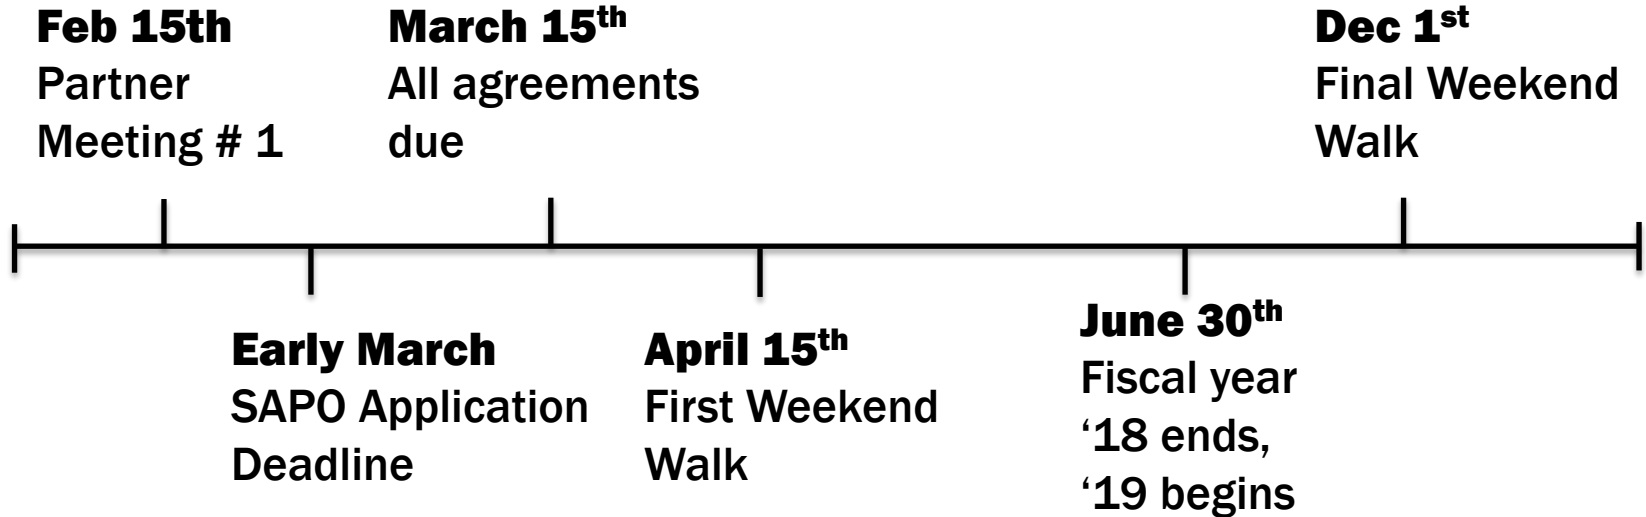 Feb 15th
Partner
Meeting # 1
Early March
SAPO Application
Deadline
March 15th
All agreements
due
April 15th
First Weekend
Walk
June 30th
Fiscal year
‘18 ends,
‘19 begins
Dec 1st
Final Weekend
Walk